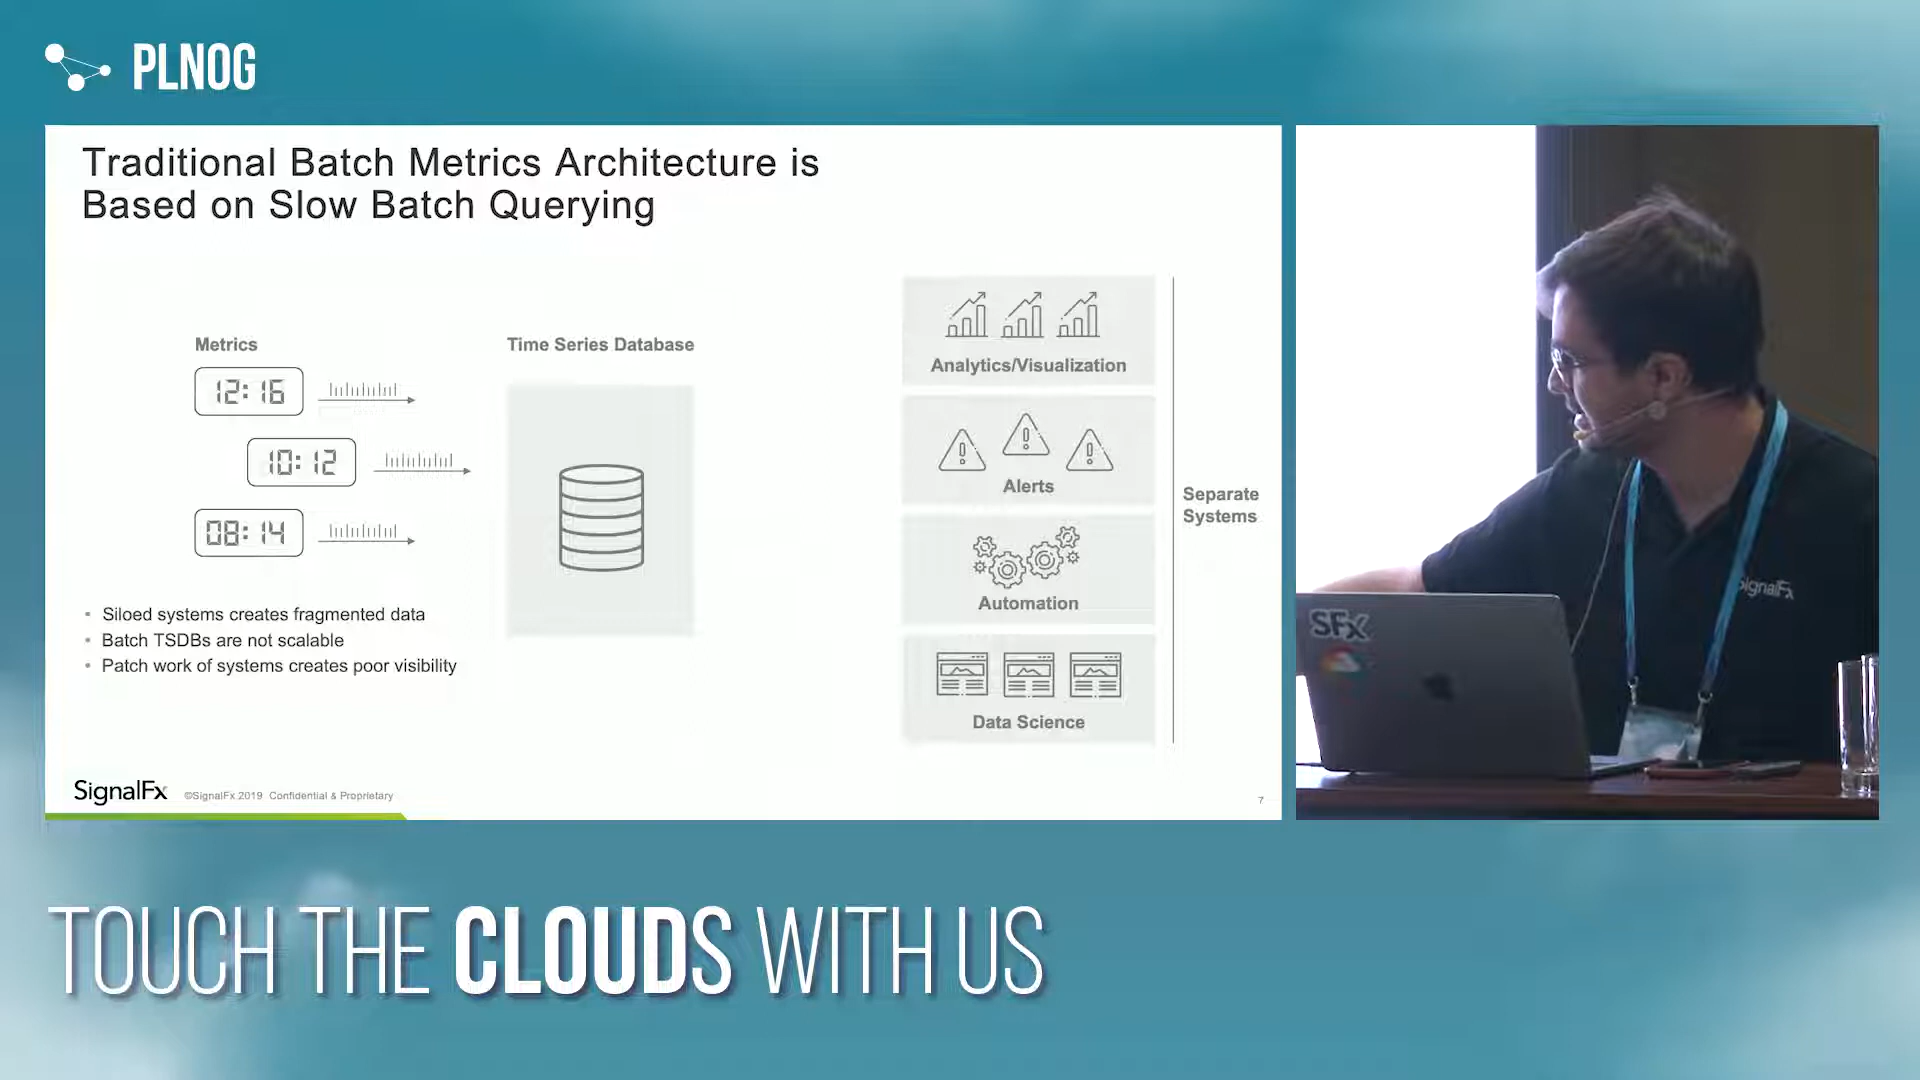 PLNOG
Traditional Batch Metrics Architecture is
Based on Slow Batch Querying
Metrics
12:16
10:12
08:14
Time Series Database
Analytics/Visualization
Alerts
Automation
Data Science
Separate
Systems
Siloed systems creates fragmented data
Batch TSDBs are not scalable
Patch work of systems creates poor visibility
SignalFx
©SignalFx 2019 Confidential & Proprietary
7
SignalFx
SFx
TOUCH THE CLOUDS WITH US